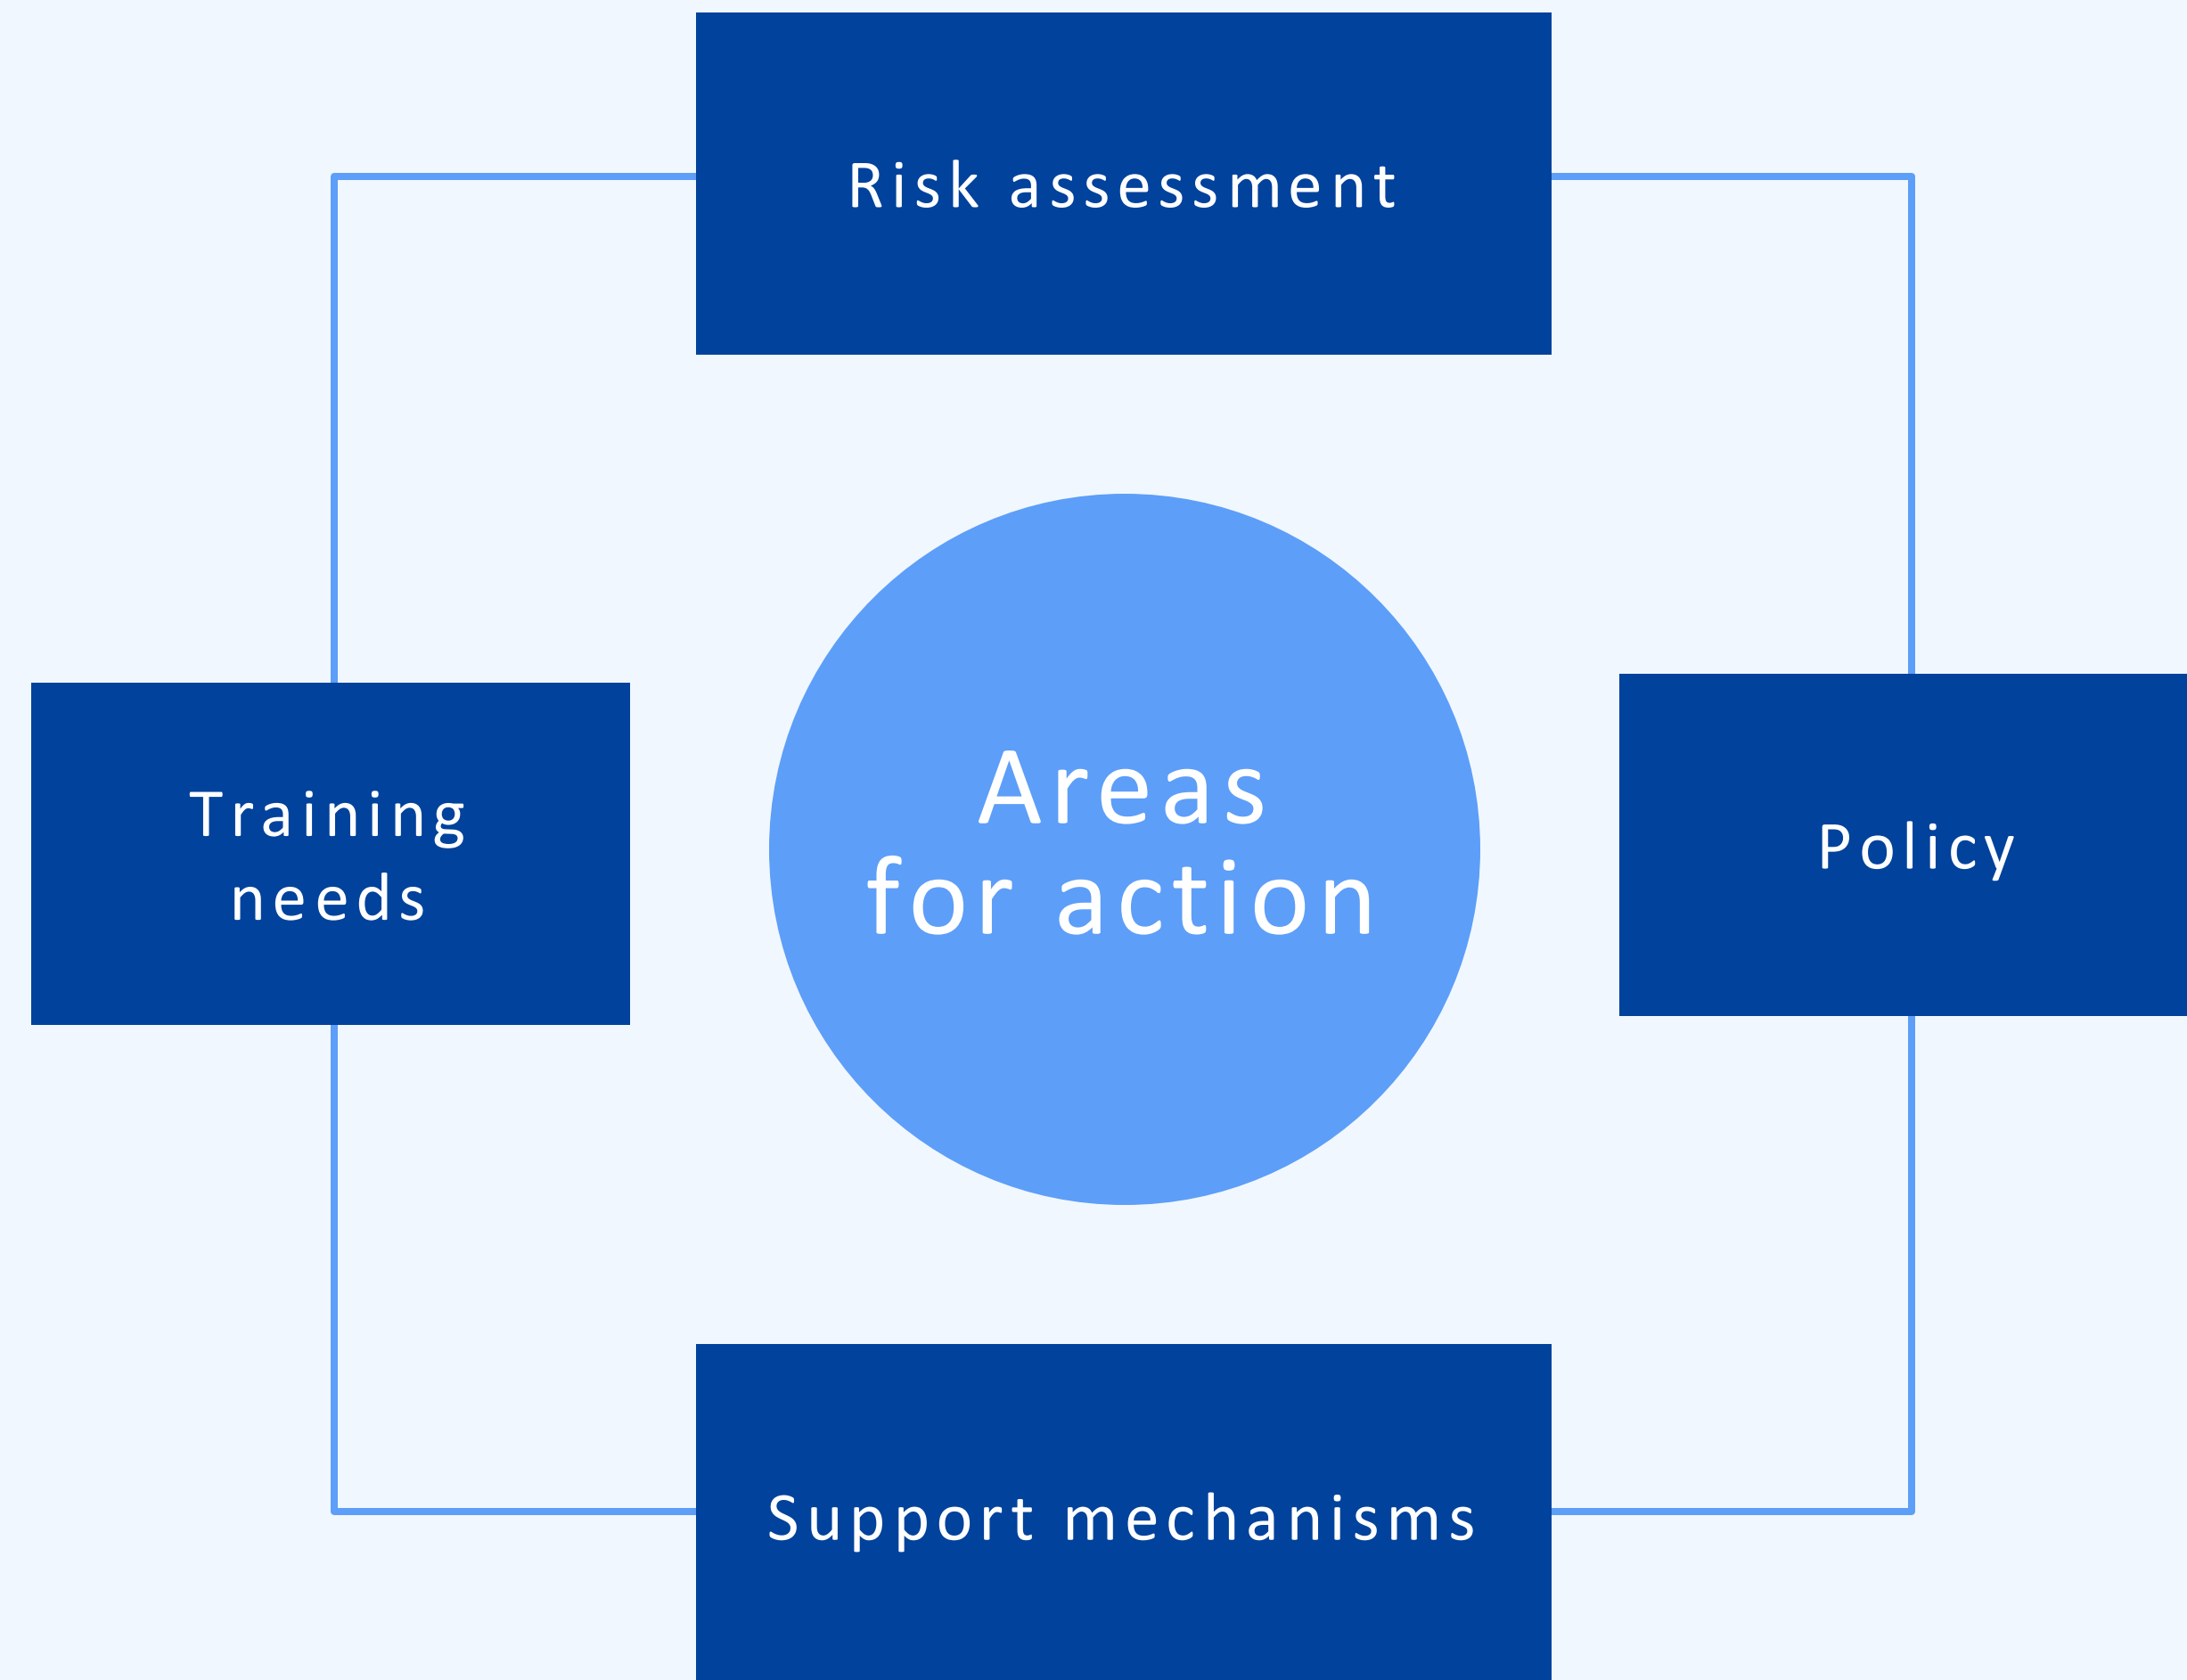 Risk assessment
Training
needs
Areas
for action
Policy
Support mechanisms